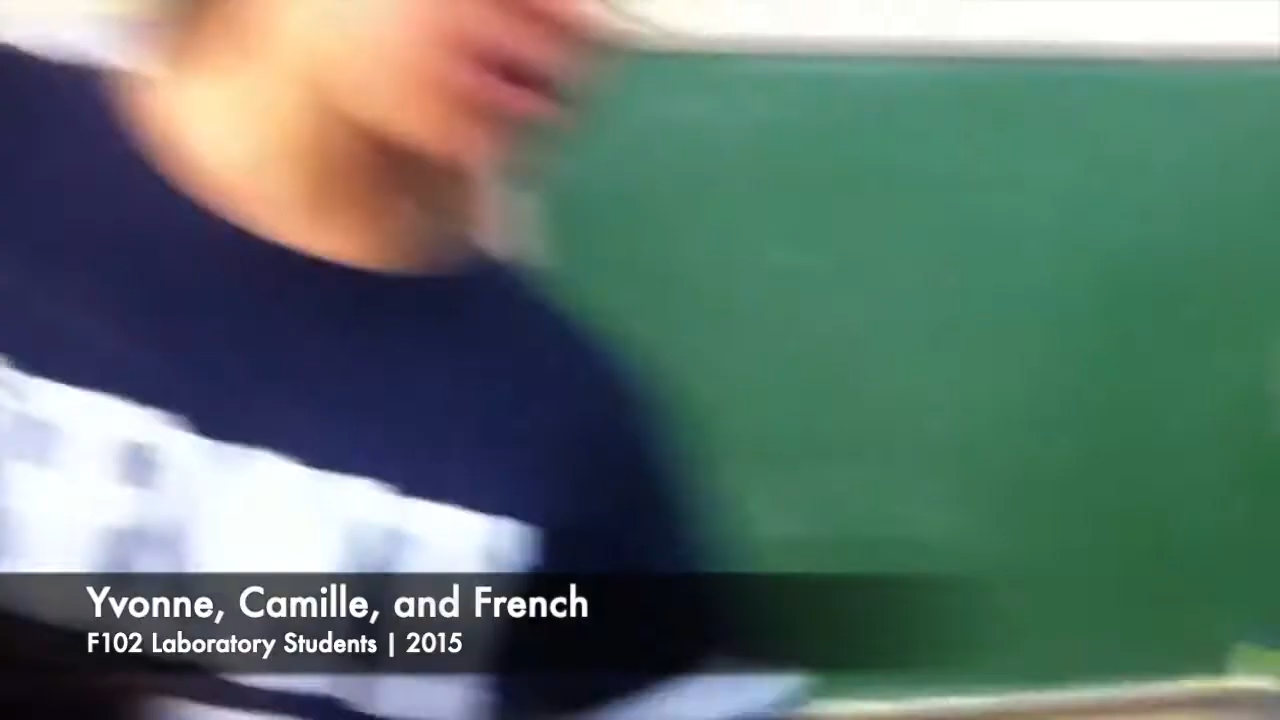 Yvonne, Camille, and French
F102 Laboratory Students | 2015